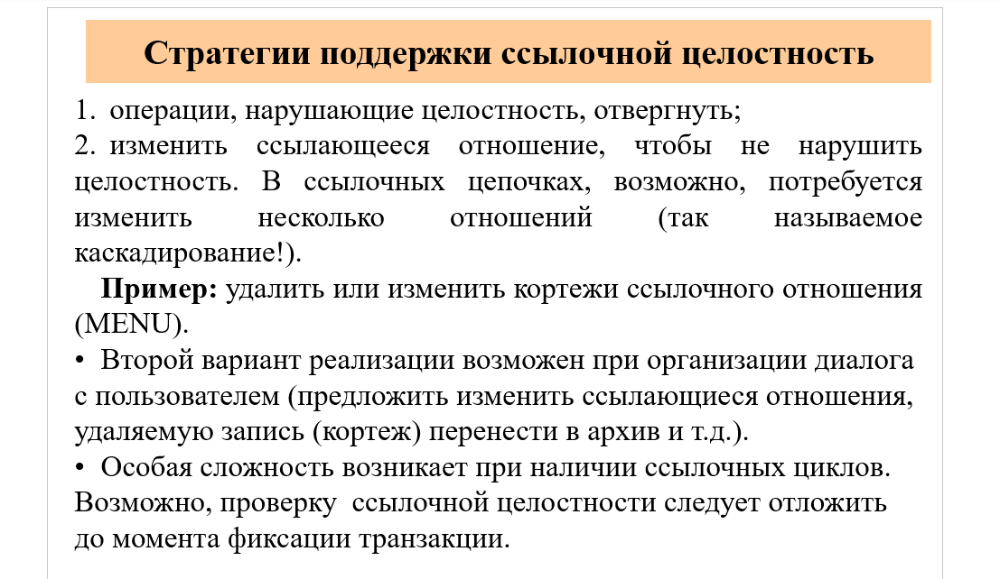 Стратегии поддержки ссылочной целостность
1. операции, нарушающие целостность, отвергнуть;
2. изменить ссылающееся отношение, чтобы не нарушить
целостность. В ссылочных цепочках, возможно, потребуется
изменить несколько отношений (так называемое
каскадирование!).
Пример: удалить или изменить кортежи ссылочного отношения
(MENU).
• Второй вариант реализации возможен при организации диалога
с пользователем (предложить изменить ссылающиеся отношения,
удаляемую запись (кортеж) перенести в архив и т.д.).
• Особая сложность возникает при наличии ссылочных циклов.
Возможно, проверку ссылочной целостности следует отложить
до момента фиксации транзакции.